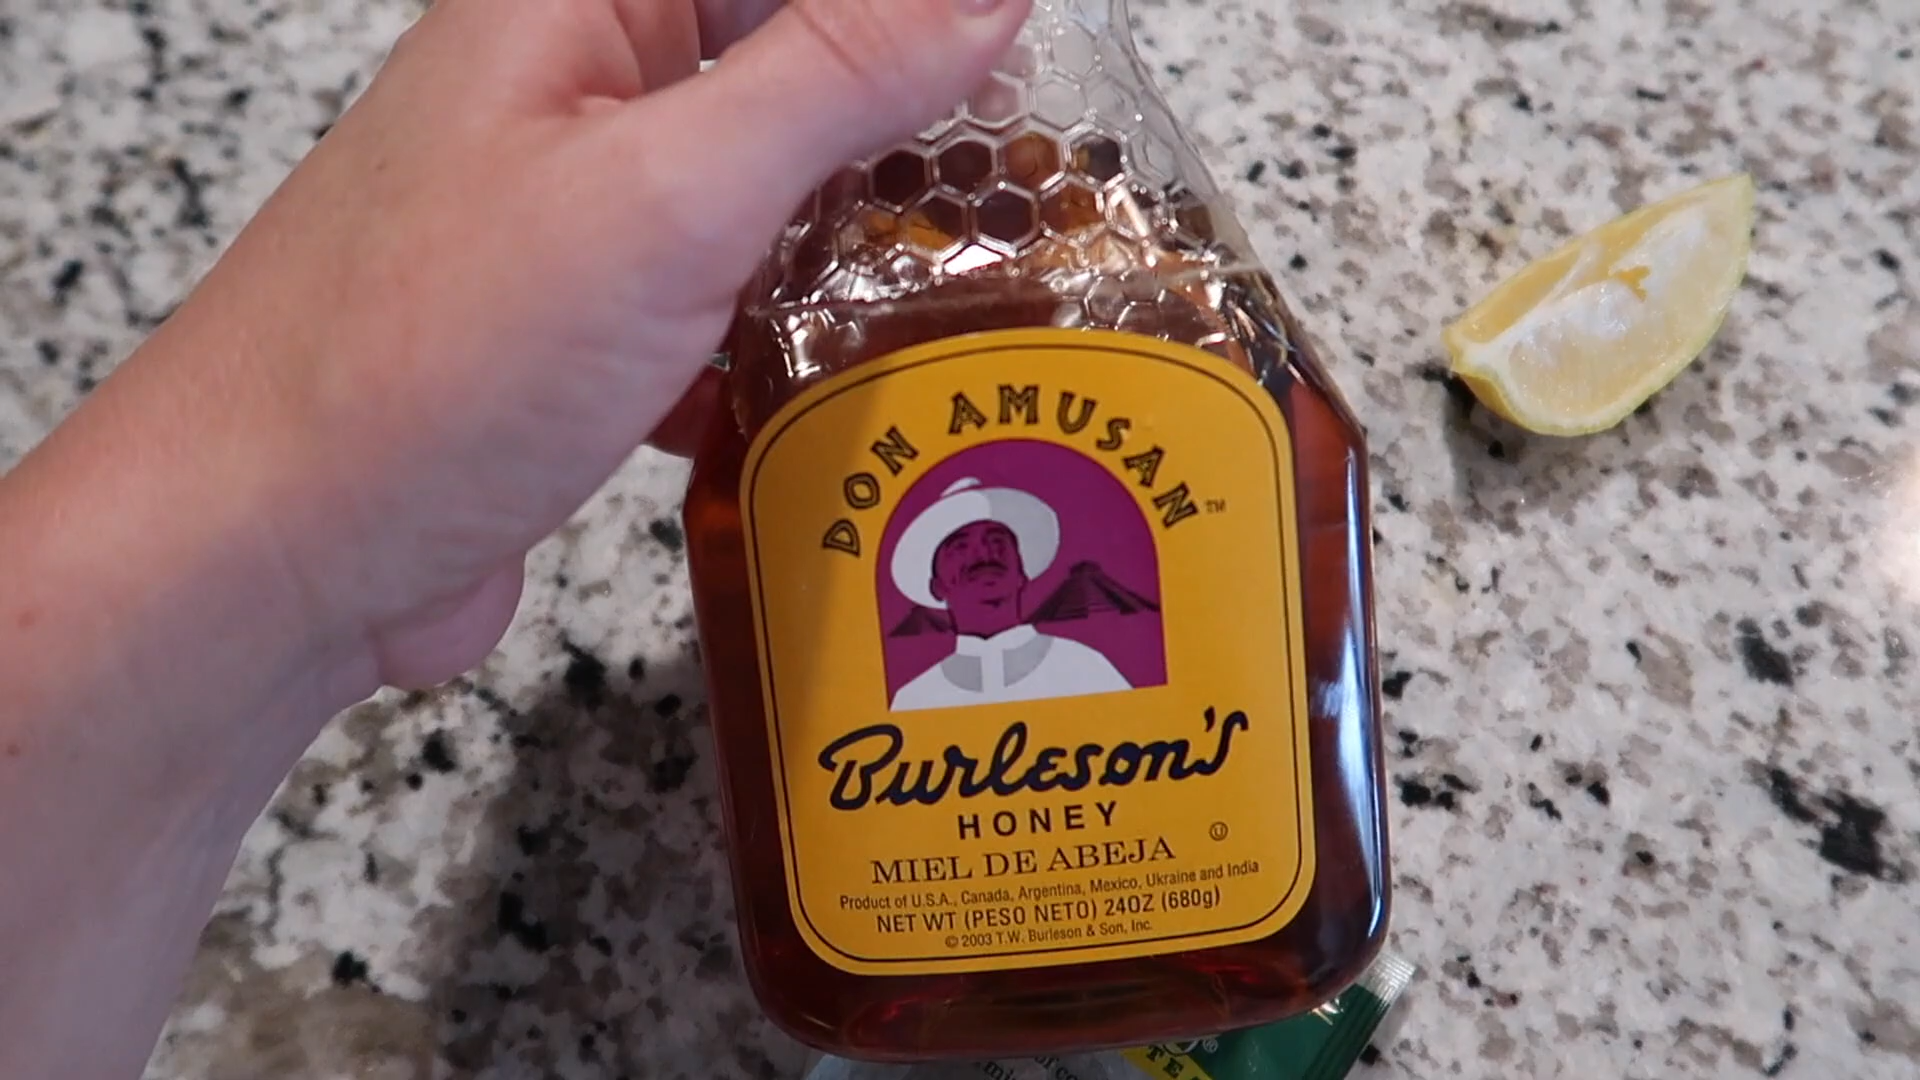 DON AMUSAN™
Burleson's
HONEY
MIEL DE ABEJA
Product of U.S.A., Canada, Argentina, Mexico, Ukraine and India
NET WT (PESO NETO) 24OZ (680g)
© 2003 T.W. Burleson & Son, Inc.